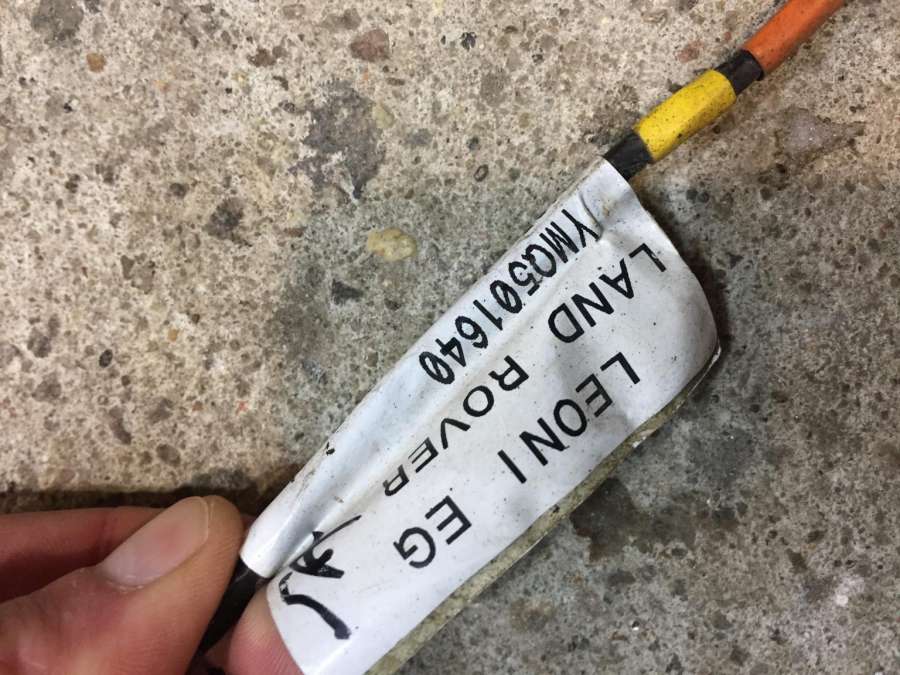 LEONI EG
LAND ROVER
YMQ501640